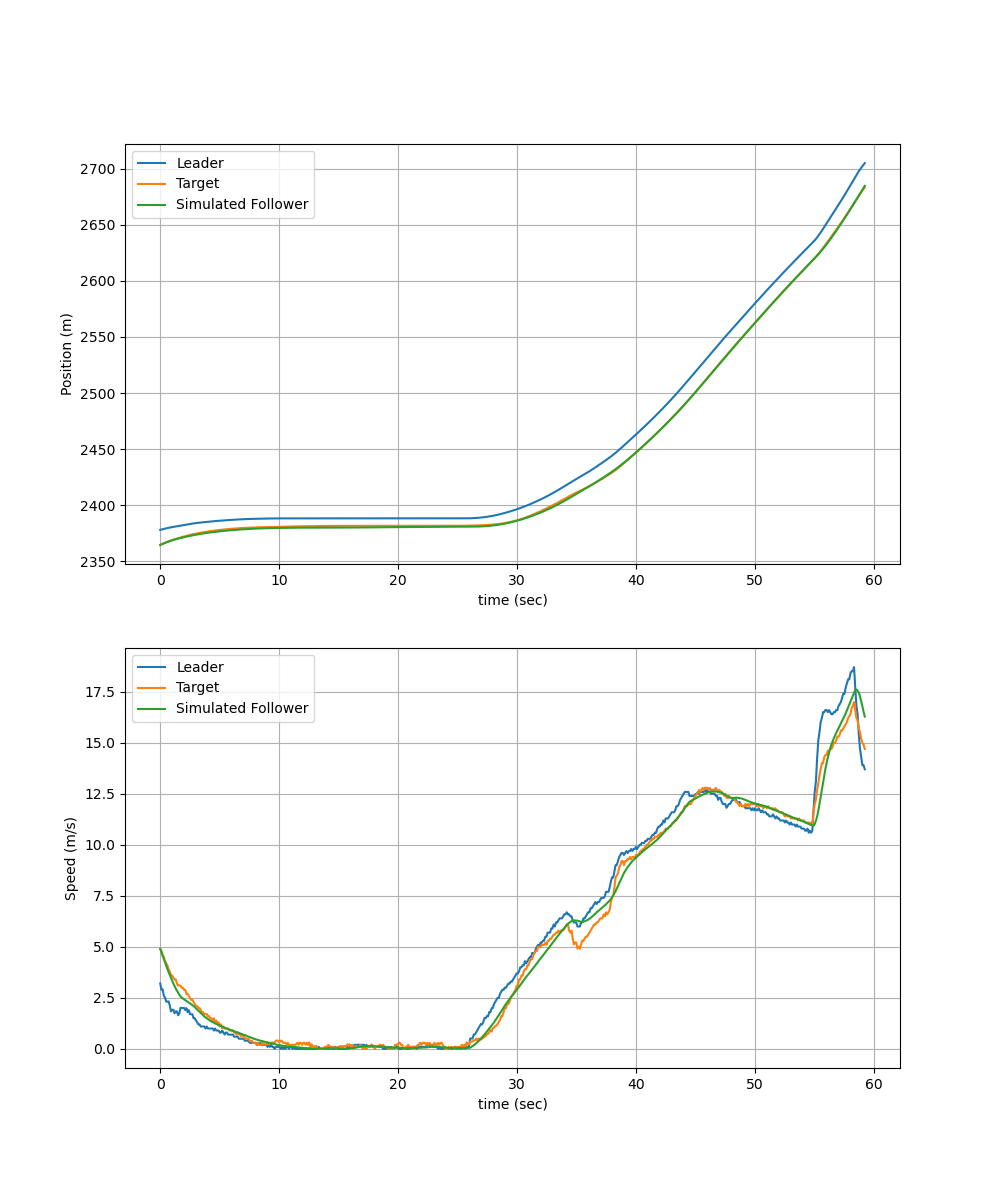 Leader
Target
Simulated Follower
2700
2650
2600
2550
2500
2450
2400
2350
Position (m)
0 10 20 30 40 50 60
time (sec)
Leader
Target
Simulated Follower
17.5
15.0
12.5
10.0
7.5
5.0
2.5
0.0
Speed (m/s)
0 10 20 30 40 50 60
time (sec)